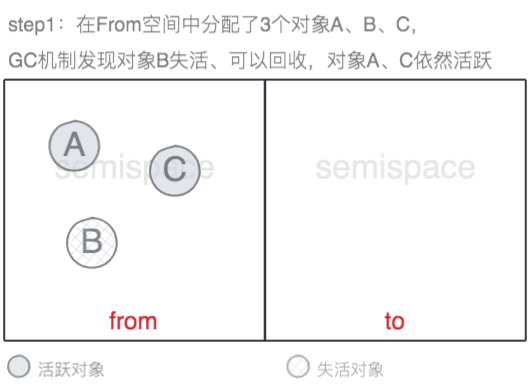 step1：在From空间中分配了3个对象A、B、C，
GC机制发现对象B失活、可以回收，对象A、C依然活跃
A
semispace
C
semispace
B
from
to
活跃对象
失活对象